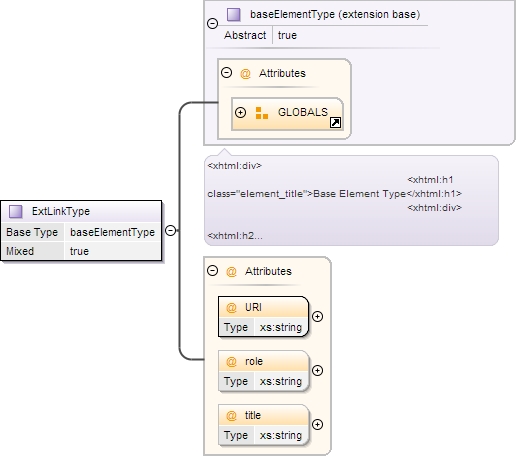 baseElementType (extension base)
Abstract true
@ Attributes
GLOBALS
<xhtml:div>
<xhtml:h1
class="element_title">Base Element Type</xhtml:h1>
<xhtml:div>
<xhtml:h2...
ExtLinkType
Base Type baseElementType
Mixed true
@ Attributes
@ URI
Type xs:string
@ role
Type xs:string
@ title
Type xs:string